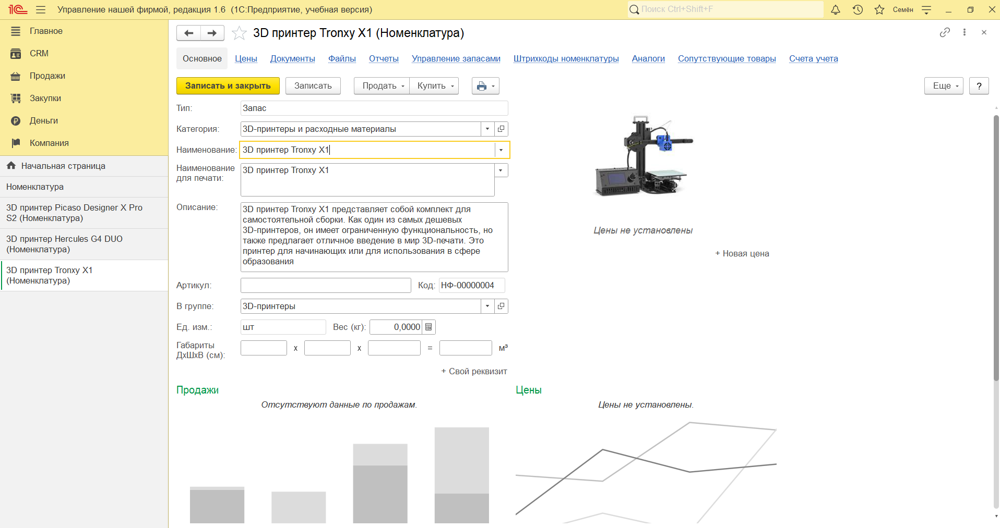 1С Управление нашей фирмой, редакция 1.6 (1С:Предприятие, учебная версия)
Поиск Ctrl+Shift+F
Семён
Главное
CRM
Продажи
Закупки
Деньги
Компания
Начальная страница
Номенклатура
3D принтер Picaso Designer X Pro
S2 (Номенклатура)
3D принтер Hercules G4 DUO
(Номенклатура)
3D принтер Tronxy X1
(Номенклатура)
3D принтер Tronxy X1 (Номенклатура)
Основное Цены Документы Файлы Отчеты Управление запасами Штрихкоды номенклатуры Аналоги Сопутствующие товары Счета учета
Записать и закрыть Записать Продать Купить Еще ?
Тип: Запас
Категория: 3D-принтеры и расходные материалы
Наименование: 3D принтер Tronxy X1
Наименование
для печати:
3D принтер Tronxy X1
Описание:
3D принтер Tronxy X1 представляет собой комплект для
самостоятельной сборки. Как один из самых дешевых
3D-принтеров, он имеет ограниченную функциональность, но
также предлагает отличное введение в мир 3D-печати. Это
принтер для начинающих или для использования в сфере
образования
Цены не установлены
+ Новая цена
Артикул: Код: НФ-00000004
В группе: 3D-принтеры
Ед. изм.: шт Вес (кг): 0,0000
Габариты
ДхШхВ (см):
x x = м³
+ Свой реквизит
Продажи
Отсутствуют данные по продажам.
Цены
Цены не установлены.